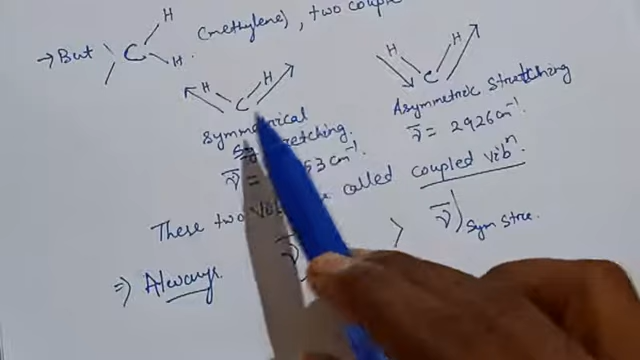 → But C H H. (methylene), two couple
H C H
H C H
Symmetrical Stretching.
Asymmetric Stretching
ν̅ = 53 cm⁻¹.
ν̅ = 2926 cm⁻¹.
These two called coupled vibⁿ.
⇒ Always ν̅ > ν̅) Sym stre.